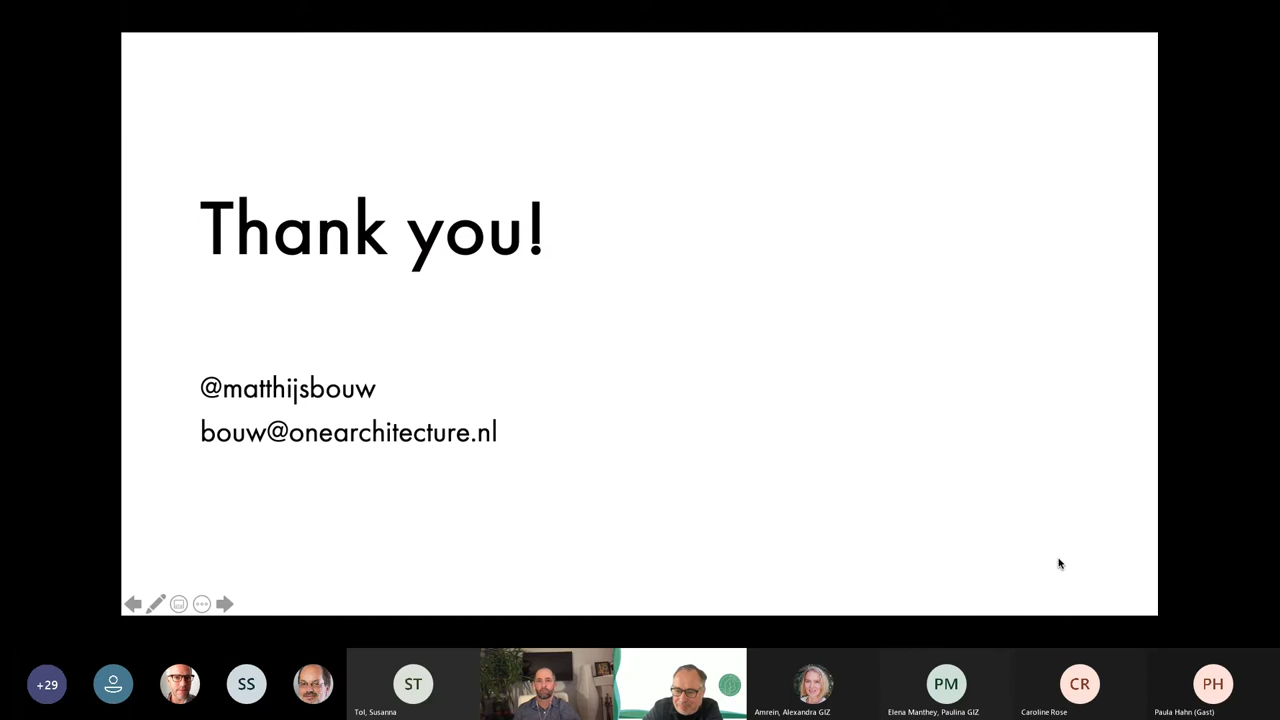 Thank you!
@matthijsbouw
bouw@onearchitecture.nl
+29
SS
ST
PM
CR
PH
Tol, Susanna
Amrein, Alexandra GIZ
Elena Manthey, Paulina GIZ
Caroline Rose
Paula Hahn (Gast)